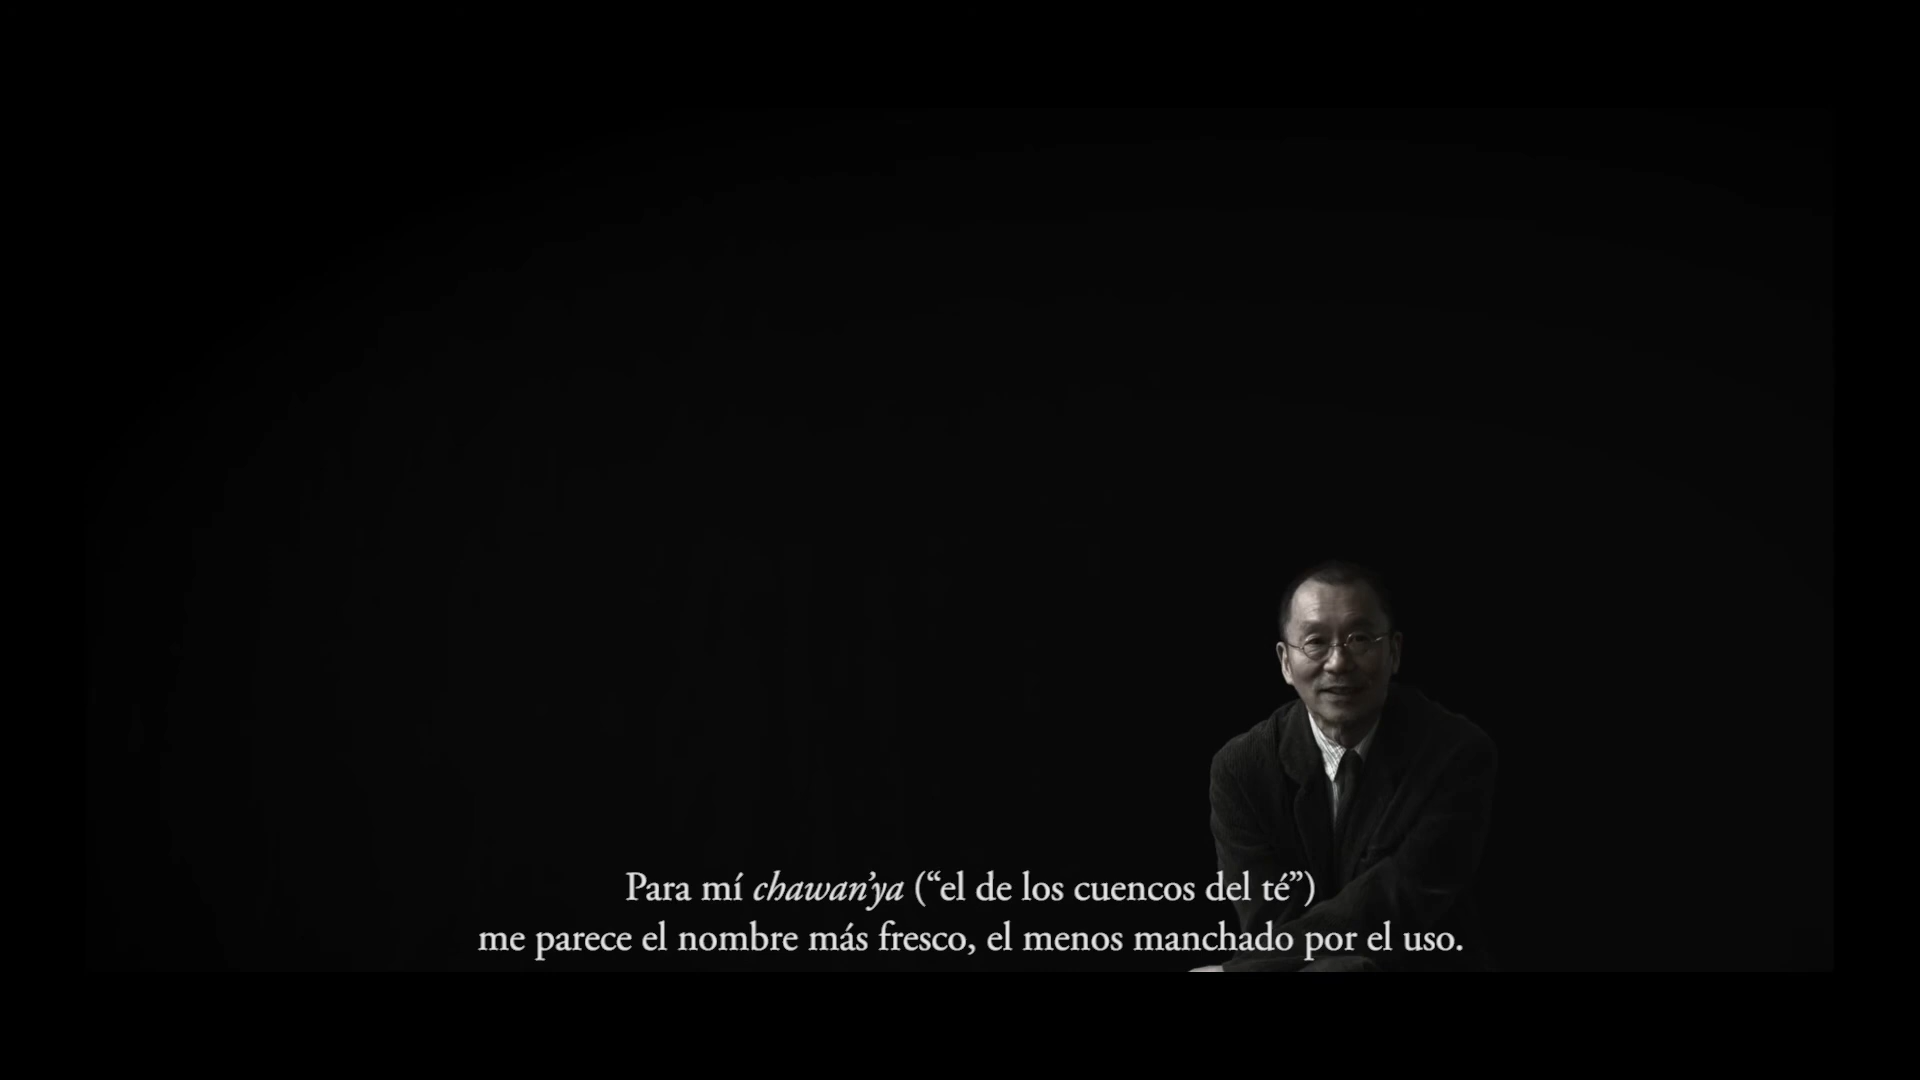 Para mí chawan’ya (“el de los cuencos del té”)
me parece el nombre más fresco, el menos manchado por el uso.